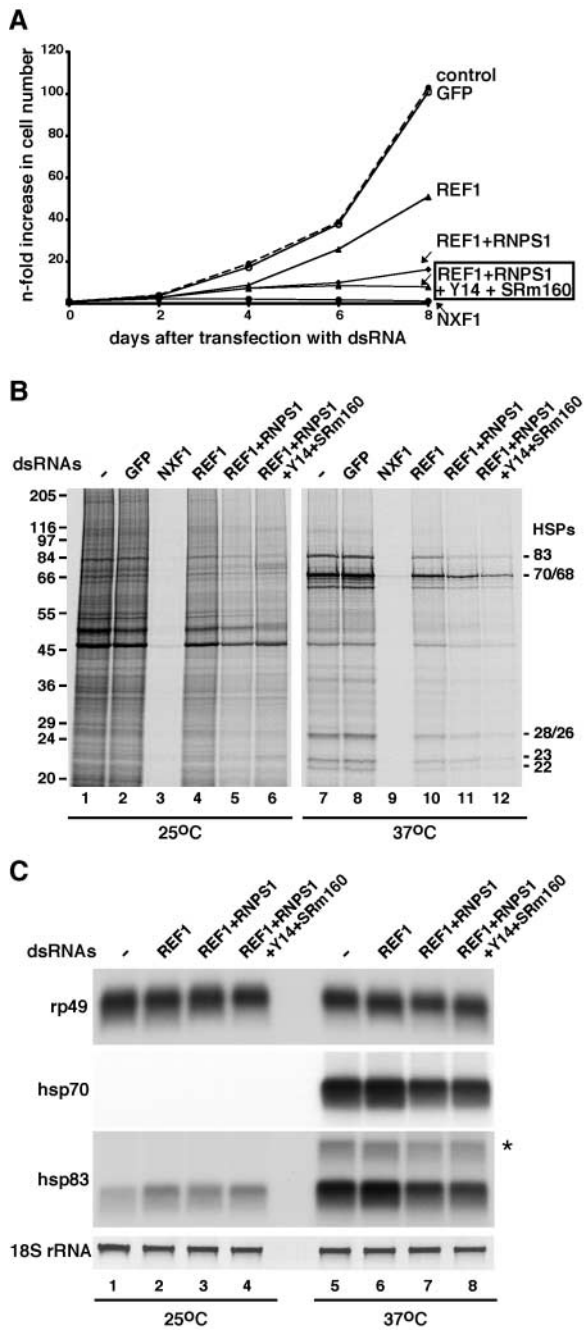 A
n-fold increase in cell number
120
100
80
60
40
20
0
2
4
6
8
days after transfection with dsRNA
control
GFP
REF1
REF1+RNPS1
REF1+RNPS1
+ Y14 + SRm160
NXF1
B
dsRNAs
-
GFP
NXF1
REF1
REF1+RNPS1
REF1+RNPS1
+Y14+SRm160
-
GFP
NXF1
REF1
REF1+RNPS1
REF1+RNPS1
+Y14+SRm160
205
116
97
84
66
55
45
36
29
24
20
HSPs
83
70/68
28/26
23
22
1 2 3 4 5 6 7 8 9 10 11 12
25°C 37°C
C
dsRNAs
-
REF1
REF1+RNPS1
REF1+RNPS1
+Y14+SRm160
-
REF1
REF1+RNPS1
REF1+RNPS1
+Y14+SRm160
rp49
hsp70
hsp83
*
18S rRNA
1 2 3 4 5 6 7 8
25°C 37°C